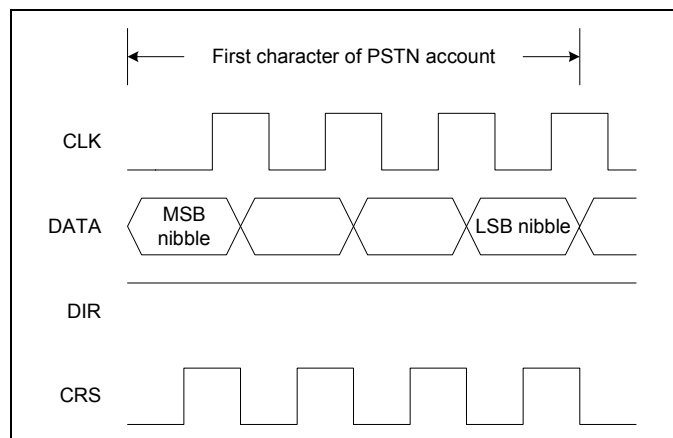 First character of PSTN account
CLK
DATA
MSB
nibble
LSB nibble
DIR
CRS